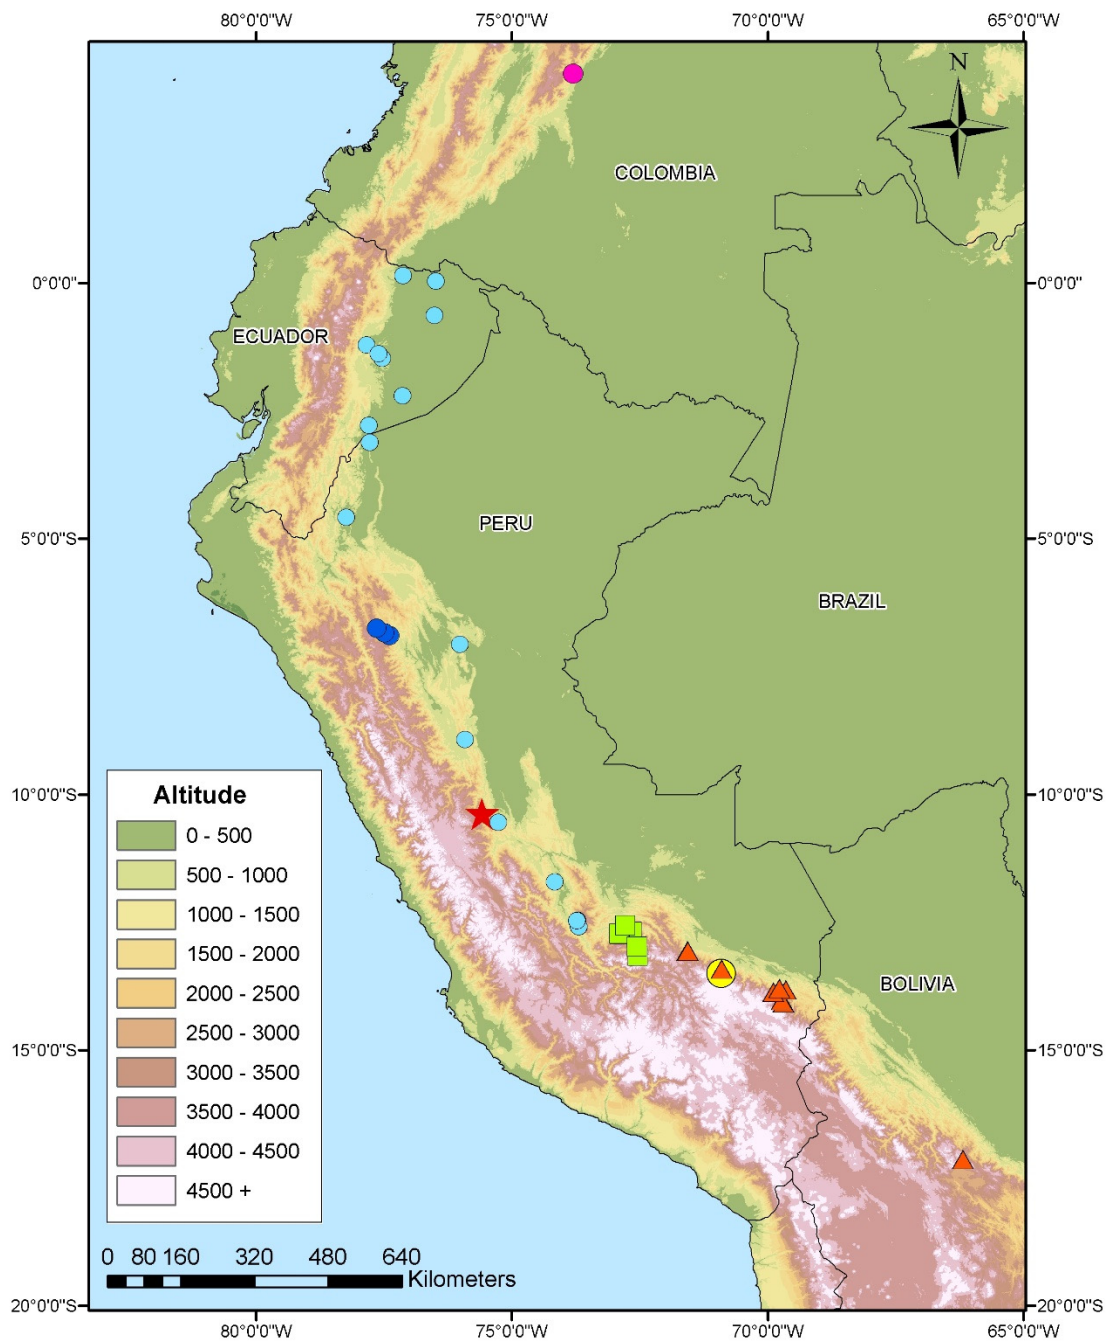 80°0'0"W 75°0'0"W 70°0'0"W 65°0'0"W
N
COLOMBIA
0°0'0" 0°0'0"
ECUADOR
PERU
5°0'0"S 5°0'0"S
BRAZIL
10°0'0"S 10°0'0"S
Altitude
0 - 500
500 - 1000
1000 - 1500
1500 - 2000
2000 - 2500
2500 - 3000
3000 - 3500
3500 - 4000
4000 - 4500
4500 +
BOLIVIA
15°0'0"S 15°0'0"S
0 80 160 320 480 640
Kilometers
20°0'0"S 20°0'0"S
80°0'0"W 75°0'0"W 70°0'0"W 65°0'0"W